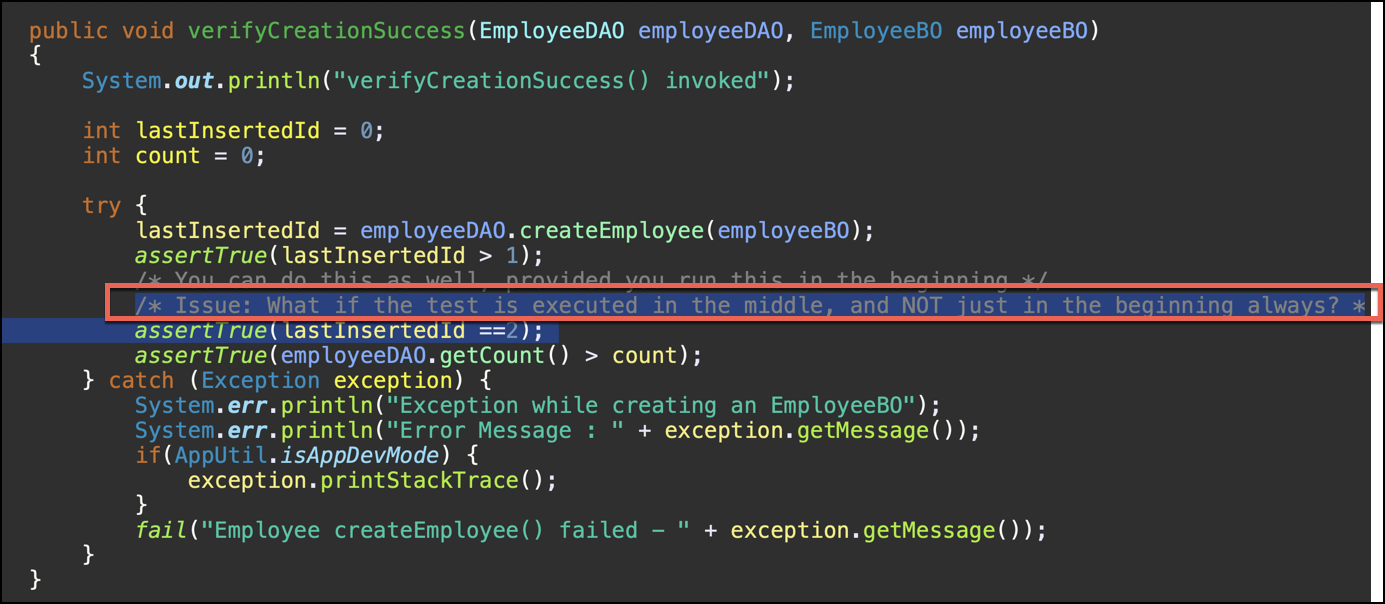 public void verifyCreationSuccess(EmployeeDAO employeeDAO, EmployeeBO employeeBO)
{
    System.out.println("verifyCreationSuccess() invoked");

    int lastInsertedId = 0;
    int count = 0;

    try {
        lastInsertedId = employeeDAO.createEmployee(employeeBO);
        assertTrue(lastInsertedId > 1);
        /* You can do this as well, provided you run this in the beginning */
        /* Issue: What if the test is executed in the middle, and NOT just in the beginning always? *
        assertTrue(lastInsertedId ==2);
        assertTrue(employeeDAO.getCount() > count);
    } catch (Exception exception) {
        System.err.println("Exception while creating an EmployeeBO");
        System.err.println("Error Message : " + exception.getMessage());
        if(AppUtil.isAppDevMode) {
            exception.printStackTrace();
        }
        fail("Employee createEmployee() failed - " + exception.getMessage());
    }
}